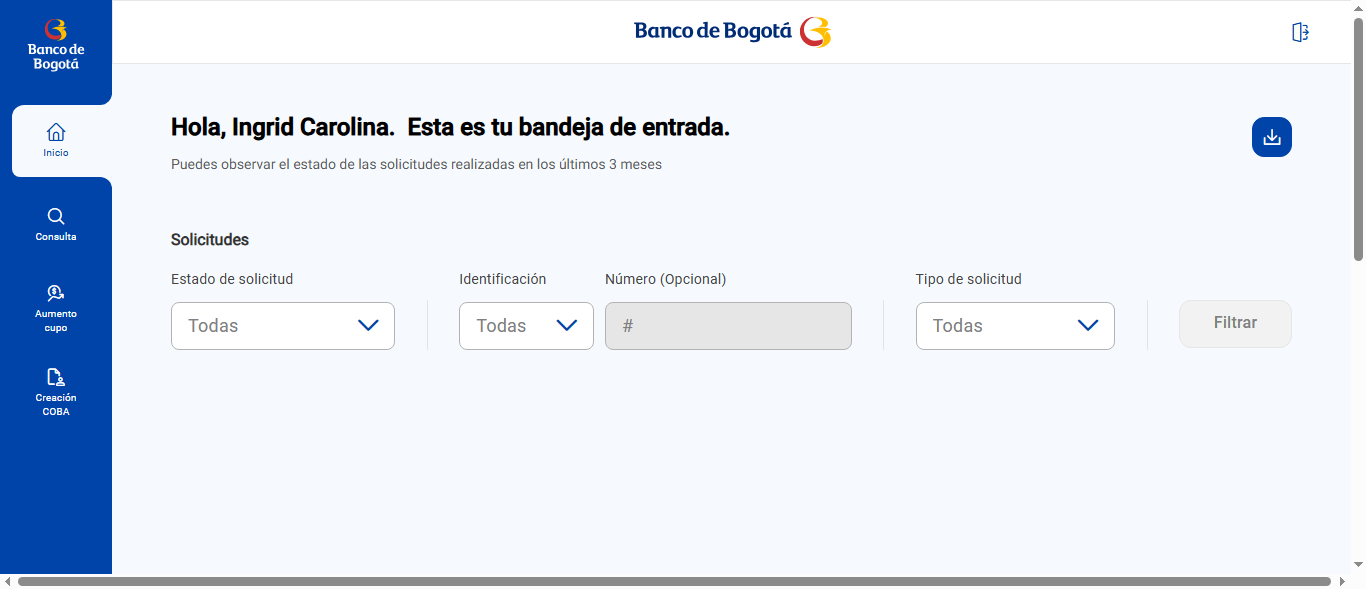 Banco de
Bogotá
Banco de Bogotá
Inicio
Consulta
Aumento
cupo
Creación
COBA
Hola, Ingrid Carolina.  Esta es tu bandeja de entrada.
Puedes observar el estado de las solicitudes realizadas en los últimos 3 meses
Solicitudes
Estado de solicitud
Identificación
Número (Opcional)
Tipo de solicitud
Todas
Todas
#
Todas
Filtrar